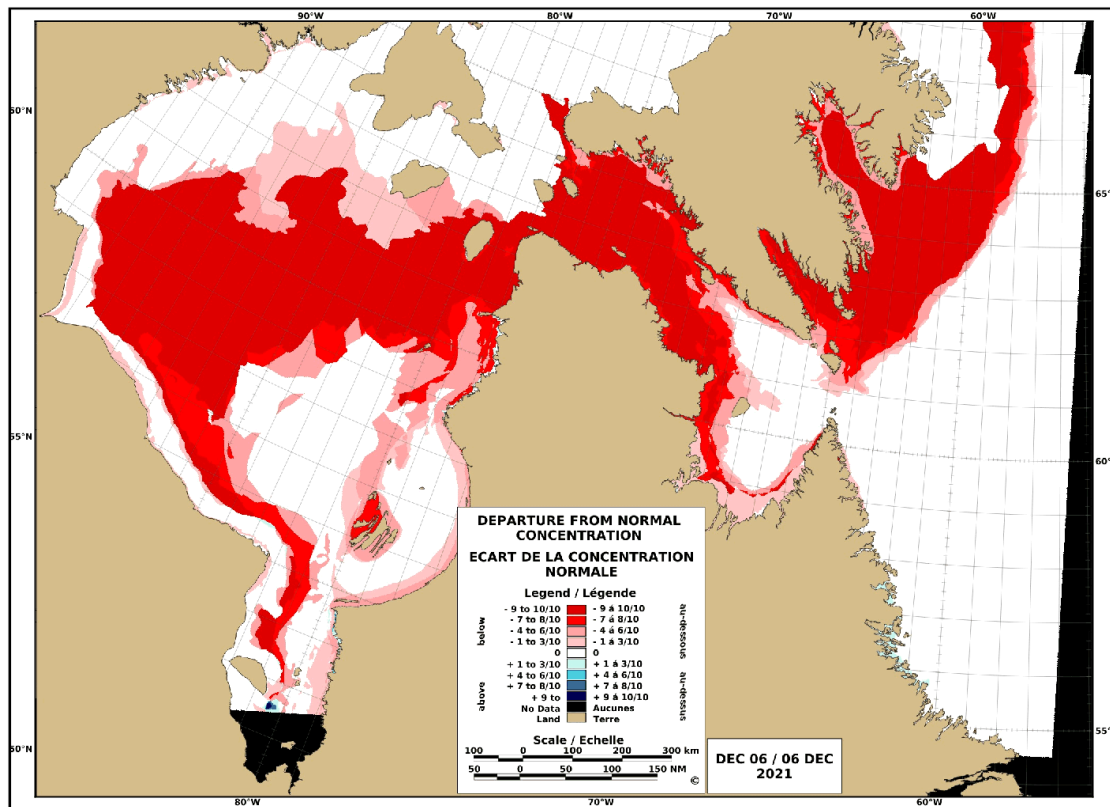 90°W
80°W
70°W
60°W
60°N
65°N
55°N
60°N
50°N
55°N
80°W
70°W
60°W
DEPARTURE FROM NORMAL
CONCENTRATION
ECART DE LA CONCENTRATION
NORMALE
Legend / Légende
below
au-dessous
- 9 to 10/10 - 9 á 10/10
- 7 to 8/10 - 7 á 8/10
- 4 to 6/10 - 4 á 6/10
- 1 to 3/10 - 1 á 3/10
0 0
above
au-dessus
+ 1 to 3/10 + 1 á 3/10
+ 4 to 6/10 + 4 á 6/10
+ 7 to 8/10 + 7 á 8/10
+ 9 to + 9 á 10/10
No Data Aucunes
Land Terre
Scale / Echelle
100 0 100 200 300 km
50 0 50 100 150 NM
©
DEC 06 / 06 DEC
2021